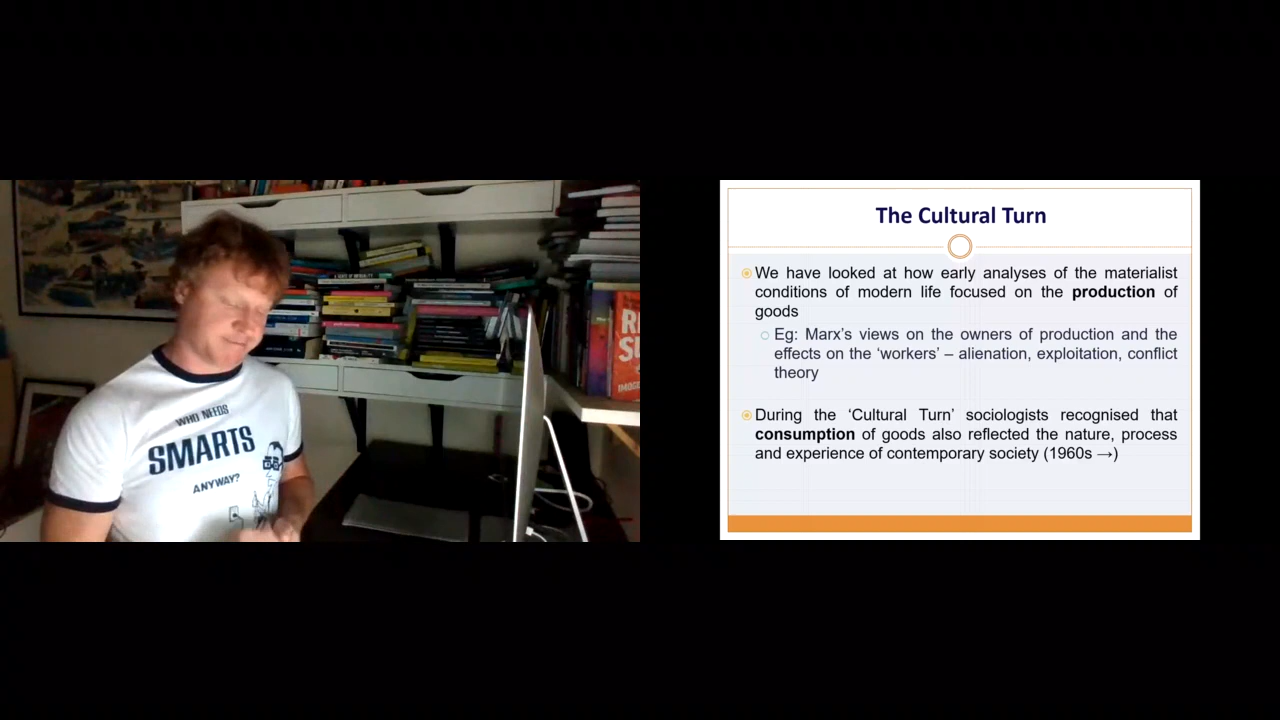 WHO NEEDS
SMARTS
ANYWAY?
The Cultural Turn
We have looked at how early analyses of the materialist
conditions of modern life focused on the production of
goods
Eg: Marx’s views on the owners of production and the
effects on the ‘workers’ – alienation, exploitation, conflict
theory
During the ‘Cultural Turn’ sociologists recognised that
consumption of goods also reflected the nature, process
and experience of contemporary society (1960s →)